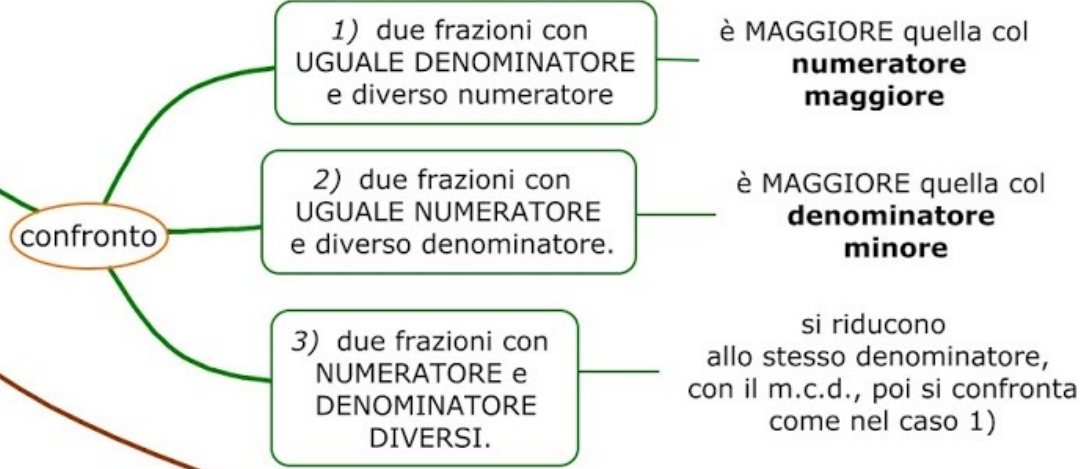 confronto
1) due frazioni con
UGUALE DENOMINATORE
e diverso numeratore
è MAGGIORE quella col
numeratore
maggiore
2) due frazioni con
UGUALE NUMERATORE
e diverso denominatore.
è MAGGIORE quella col
denominatore
minore
3) due frazioni con
NUMERATORE e
DENOMINATORE
DIVERSI.
si riducono
allo stesso denominatore,
con il m.c.d., poi si confronta
come nel caso 1)